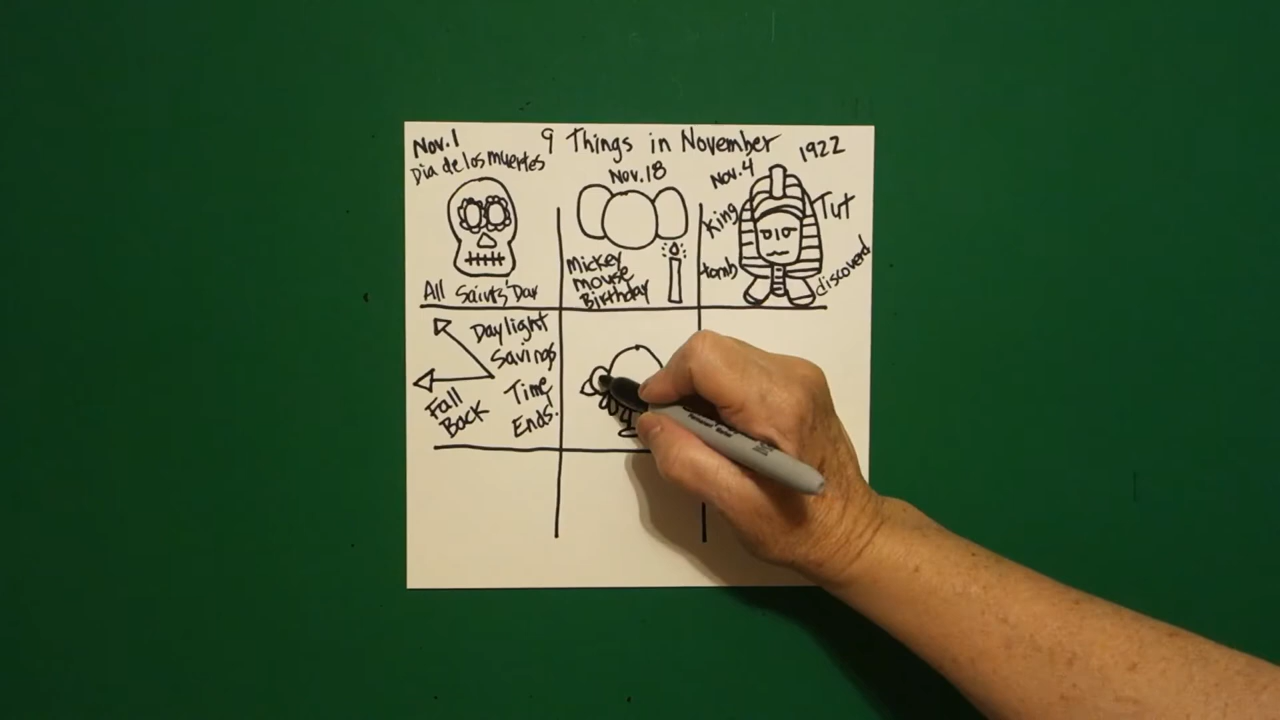 9 Things in November
Nov. 1
Dia de los muertes
All Saints' Day
Nov. 18
Mickey
Mouse
Birthday
1922
Nov. 4
King Tut
tomb discoverd
Daylight
Savings
Time
Ends.
Fall
Back